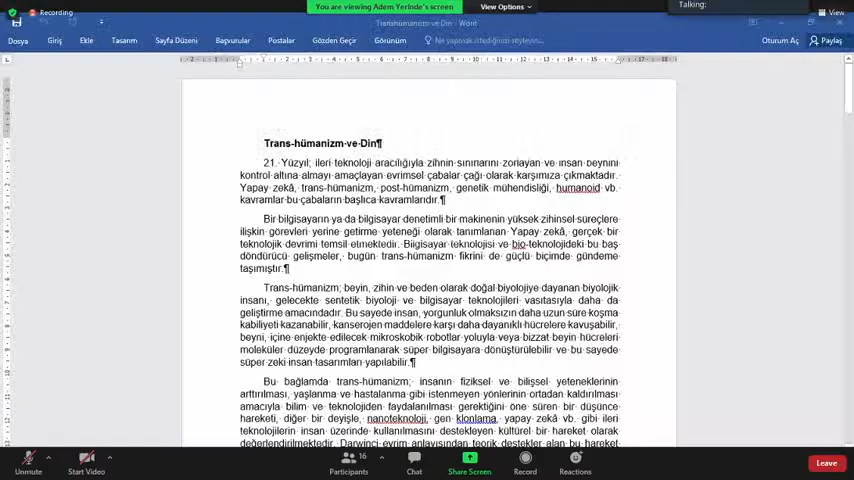 Recording
You are viewing Adem Yerinde's screen
View Options
Talking:
View
Transhümanizm ve Din - Word
Dosya Giriş Ekle Tasarım Sayfa Düzeni Başvurular Postalar Gözden Geçir Görünüm Ne yapmak istediğinizi söyleyin... Oturum Aç Paylaş
Trans-hümanizm ve Din¶
21. Yüzyıl; ileri teknoloji aracılığıyla zihnin sınırlarını zorlayan ve insan beynini
kontrol altına almayı amaçlayan evrimsel çabalar çağı olarak karşımıza çıkmaktadır.
Yapay zekâ, trans-hümanizm, post-hümanizm, genetik mühendisliği, humanoid vb.
kavramlar bu çabaların başlıca kavramlarıdır.¶
Bir bilgisayarın ya da bilgisayar denetimli bir makinenin yüksek zihinsel süreçlere
ilişkin görevleri yerine getirme yeteneği olarak tanımlanan Yapay zekâ, gerçek bir
teknolojik devrimi temsil etmektedir. Bilgisayar teknolojisi ve bio-teknolojideki bu baş
döndürücü gelişmeler, bugün trans-hümanizm fikrini de güçlü biçimde gündeme
taşımıştır.¶
Trans-hümanizm; beyin, zihin ve beden olarak doğal biyolojiye dayanan biyolojik
insanı, gelecekte sentetik biyoloji ve bilgisayar teknolojileri vasıtasıyla daha da
geliştirme amacındadır. Bu sayede insan, yorgunluk olmaksızın daha uzun süre koşma
kabiliyeti kazanabilir, kanserojen maddelere karşı daha dayanıklı hücrelere kavuşabilir,
beyni, içine enjekte edilecek mikroskobik robotlar yoluyla veya bizzat beyin hücreleri
moleküler düzeyde programlanarak süper bilgisayara dönüştürülebilir ve bu sayede
süper zeki insan tasarımları yapılabilir.¶
Bu bağlamda trans-hümanizm; insanın fiziksel ve bilişsel yeteneklerinin
arttırılması, yaşlanma ve hastalanma gibi istenmeyen yönlerinin ortadan kaldırılması
amacıyla bilim ve teknolojiden faydalanılması gerektiğini öne süren bir düşünce
hareketi, diğer bir deyişle, nanoteknoloji, gen klonlama, yapay zekâ vb. gibi ileri
teknolojilerin insan üzerinde kullanılmasını destekleyen kültürel bir hareket olarak
değerlendirilmektedir. Darwinci evrim anlayışından teorik destekler alan bu hareket
Unmute Start Video Participants 16 Chat Share Screen Record Reactions Leave